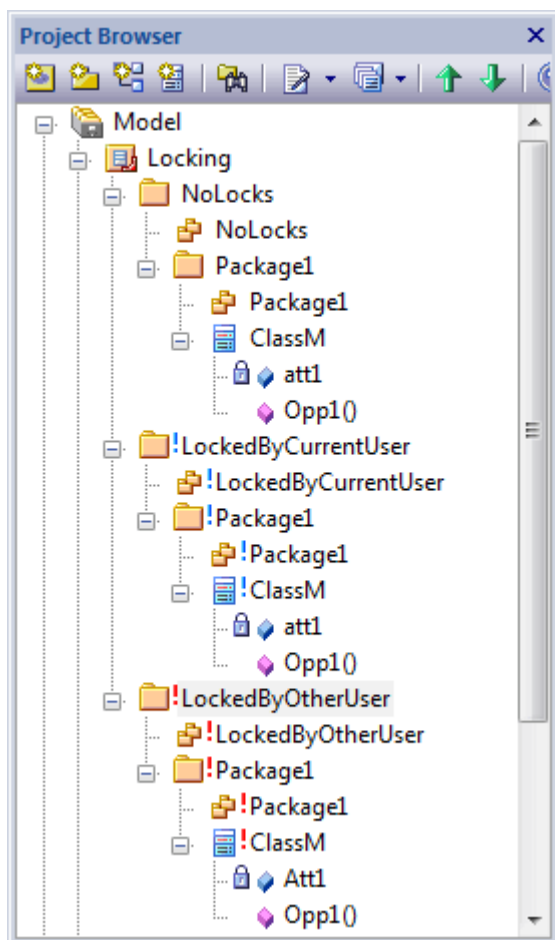 Project Browser
Model
Locking
NoLocks
NoLocks
Package1
Package1
ClassM
att1
Opp1()
!LockedByCurrentUser
!LockedByCurrentUser
!Package1
!Package1
!ClassM
att1
Opp1()
!LockedByOtherUser
!LockedByOtherUser
!Package1
!Package1
!ClassM
Att1
Opp1()